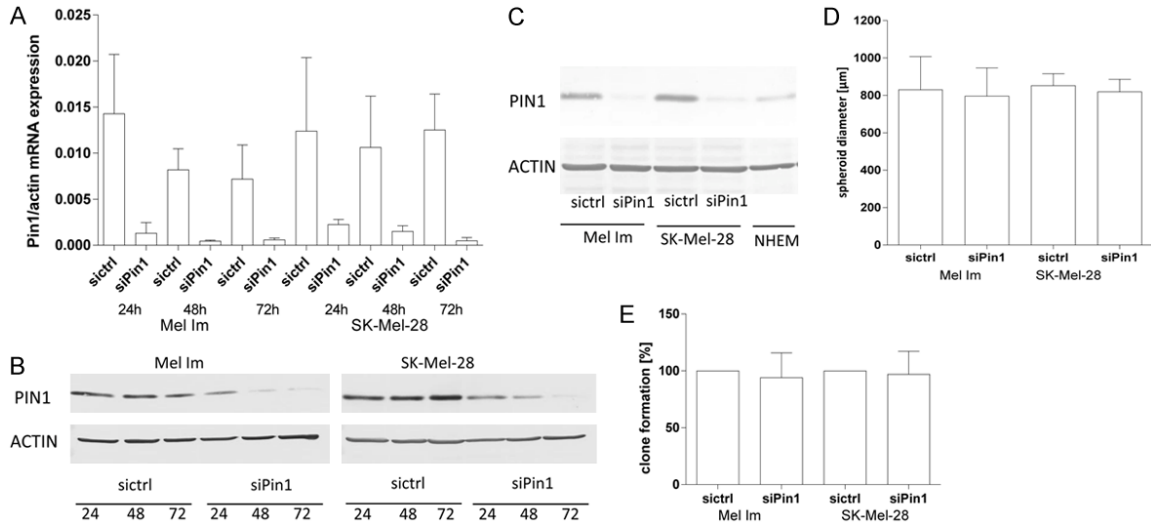 A
Pin1/actin mRNA expression
0.025
0.020
0.015
0.010
0.005
0.000
sictrl siPin1 sictrl siPin1 sictrl siPin1 sictrl siPin1 sictrl siPin1 sictrl siPin1
24h 48h 72h 24h 48h 72h
Mel Im SK-Mel-28
B
Mel Im SK-Mel-28
PIN1
ACTIN
sictrl siPin1 sictrl siPin1
24 48 72 24 48 72 24 48 72 24 48 72
C
PIN1
ACTIN
sictrl siPin1 sictrl siPin1
Mel Im SK-Mel-28 NHEM
D
spheroid diameter [µm]
1200
1000
800
600
400
200
0
sictrl siPin1 sictrl siPin1
Mel Im SK-Mel-28
E
clone formation [%]
150
100
50
0
sictrl siPin1 sictrl siPin1
Mel Im SK-Mel-28